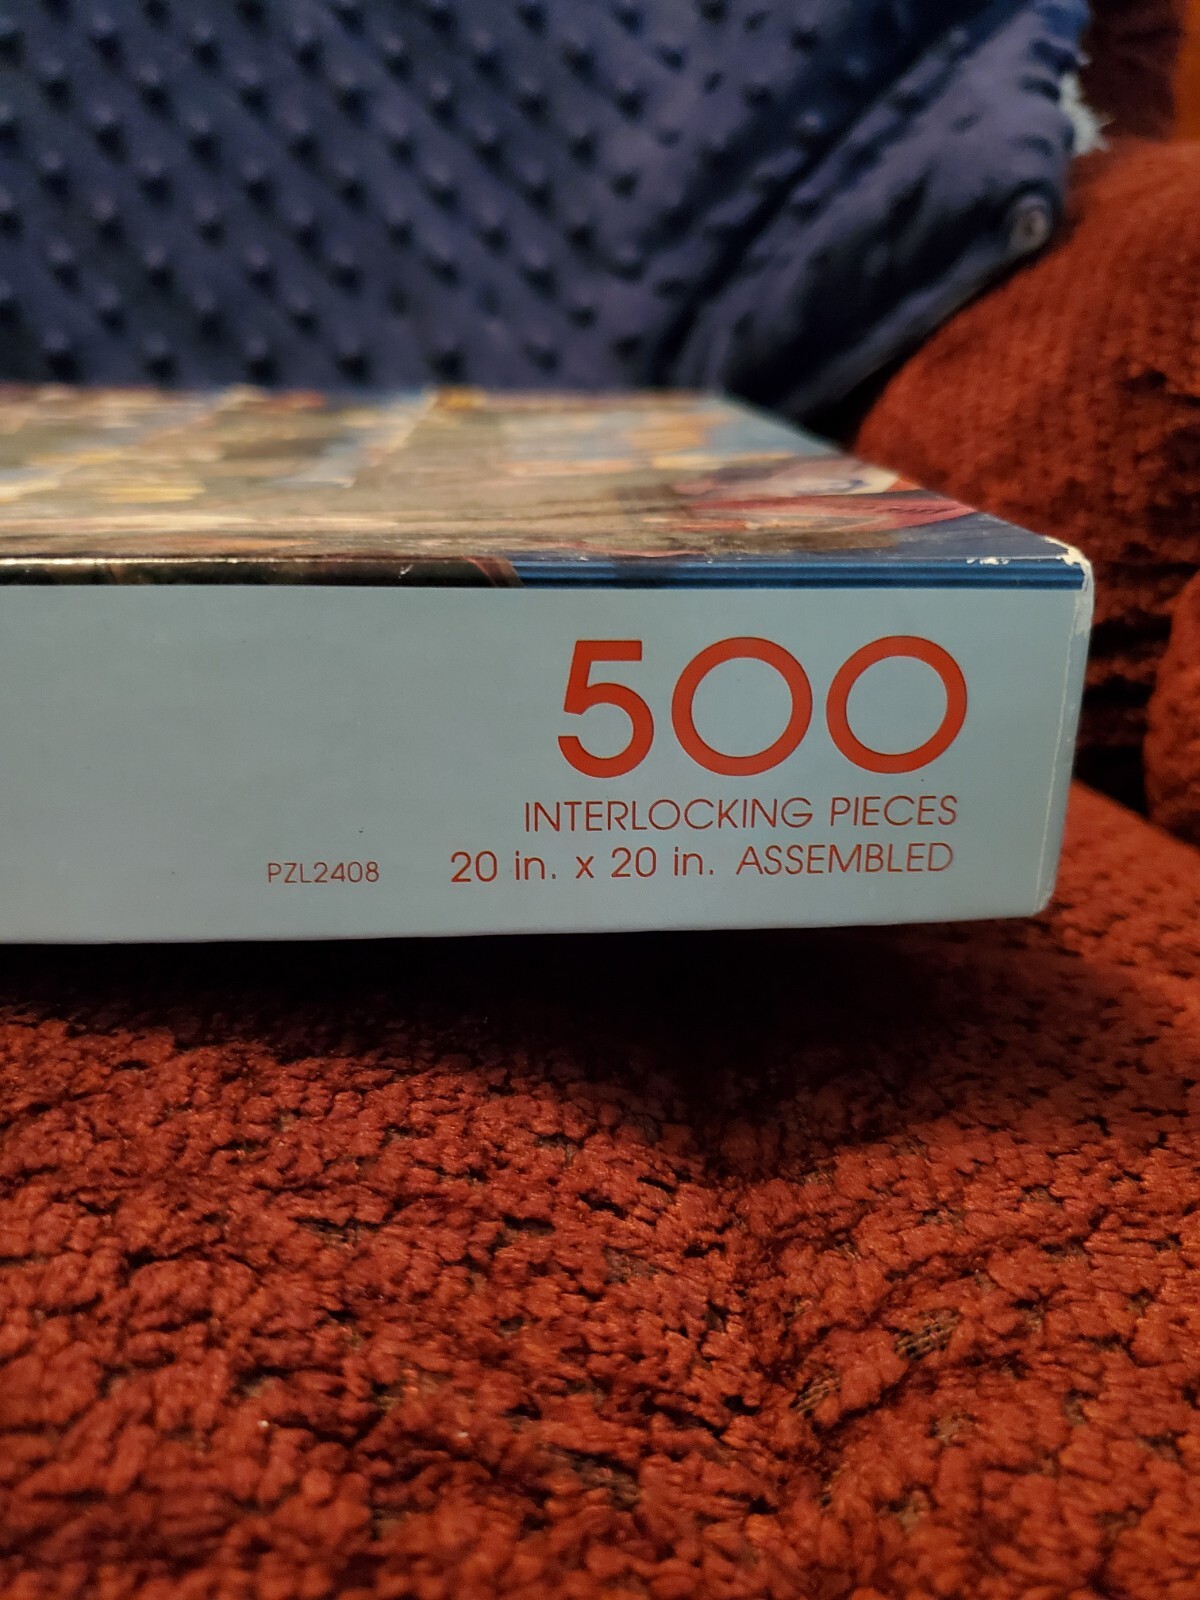 500
INTERLOCKING PIECES
PZL2408 20 in. x 20 in. ASSEMBLED